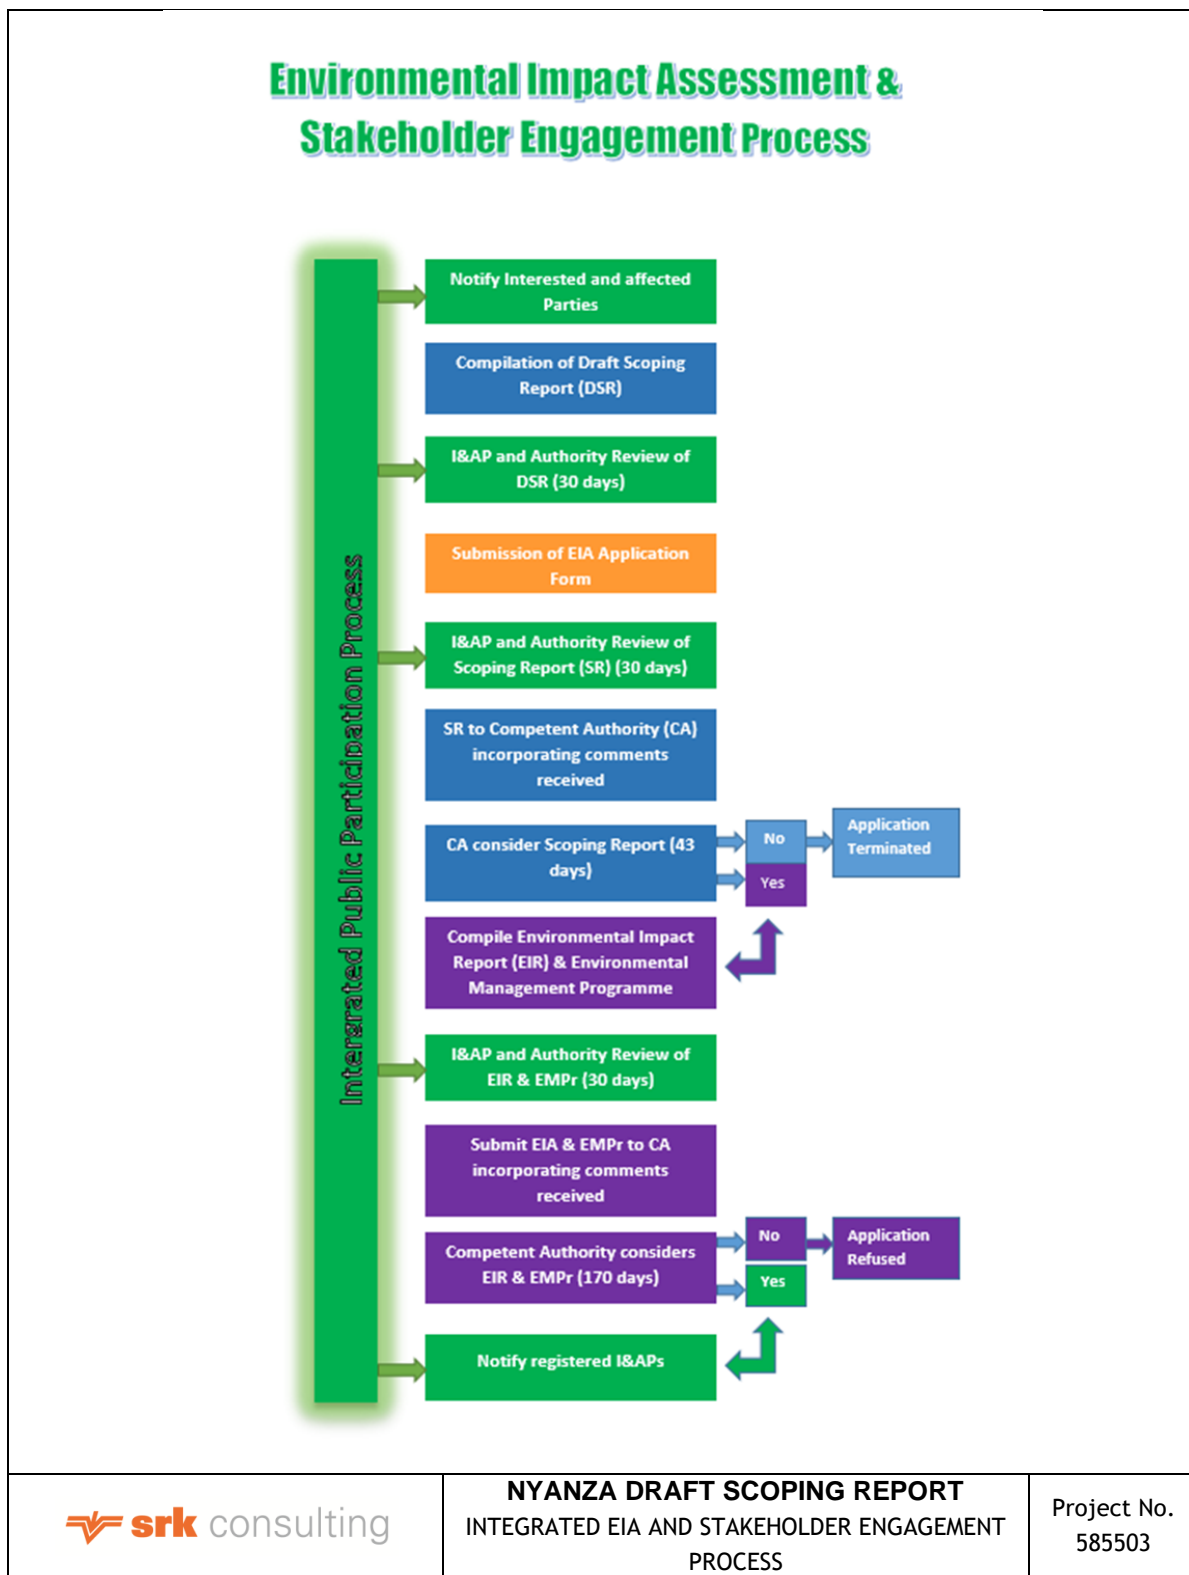 Environmental Impact Assessment &
Stakeholder Engagement Process
Intergrated Public Participation Process
Notify Interested and affected
Parties
Compilation of Draft Scoping
Report (DSR)
I&AP and Authority Review of
DSR (30 days)
Submission of EIA Application
Form
I&AP and Authority Review of
Scoping Report (SR) (30 days)
SR to Competent Authority (CA)
incorporating comments
received
CA consider Scoping Report (43
days)
No
Yes
Application
Terminated
Compile Environmental Impact
Report (EIR) & Environmental
Management Programme
I&AP and Authority Review of
EIR & EMPr (30 days)
Submit EIA & EMPr to CA
incorporating comments
received
Competent Authority considers
EIR & EMPr (170 days)
No
Yes
Application
Refused
Notify registered I&APs
srk consulting
NYANZA DRAFT SCOPING REPORT
INTEGRATED EIA AND STAKEHOLDER ENGAGEMENT
PROCESS
Project No.
585503